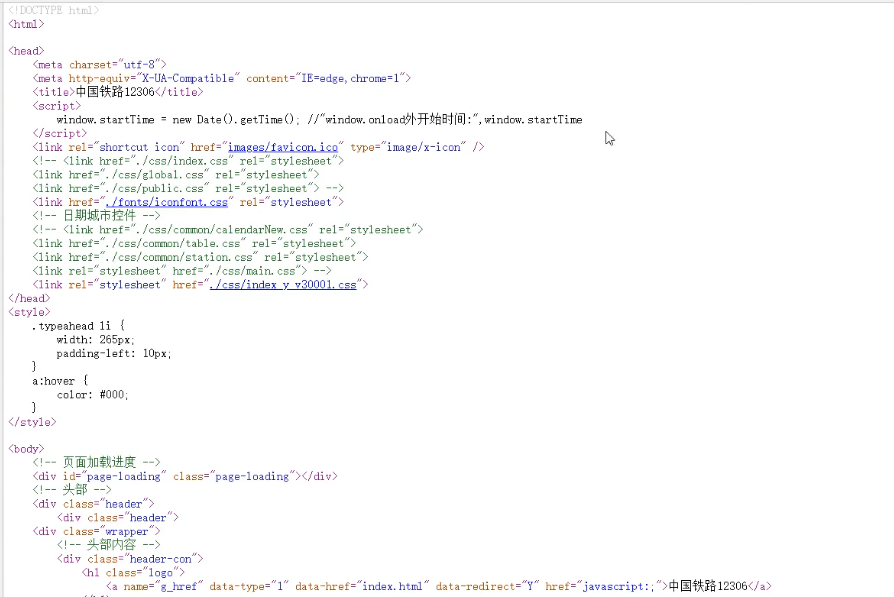 <!DOCTYPE html>
<html>
<head>
<meta charset="utf-8">
<meta http-equiv="X-UA-Compatible" content="IE=edge,chrome=1">
<title>中国铁路12306</title>
<script>
window.startTime = new Date().getTime(); //"window.onload外开始时间:",window.startTime
</script>
<link rel="shortcut icon" href="images/favicon.ico" type="image/x-icon" />
<!-- <link href="./css/index.css" rel="stylesheet">
<link href="./css/global.css" rel="stylesheet">
<link href="./css/public.css" rel="stylesheet"> -->
<link href="./fonts/iconfont.css" rel="stylesheet">
<!-- 日期城市控件 -->
<!-- <link href="./css/common/calendarNew.css" rel="stylesheet">
<link href="./css/common/table.css" rel="stylesheet">
<link href="./css/common/station.css" rel="stylesheet">
<link rel="stylesheet" href="./css/main.css"> -->
<link rel="stylesheet" href="./css/index_y_v30001.css">
</head>
<style>
.typeahead li {
width: 265px;
padding-left: 10px;
}
a:hover {
color: #000;
}
</style>
<body>
<!-- 页面加载进度 -->
<div id="page-loading" class="page-loading"></div>
<!-- 头部 -->
<div class="header">
<div class="header">
<div class="wrapper">
<!-- 头部内容 -->
<div class="header-con">
<h1 class="logo">
<a name="g_href" data-type="1" data-href="index.html" data-redirect="Y" href="javascript:;">中国铁路12306</a>